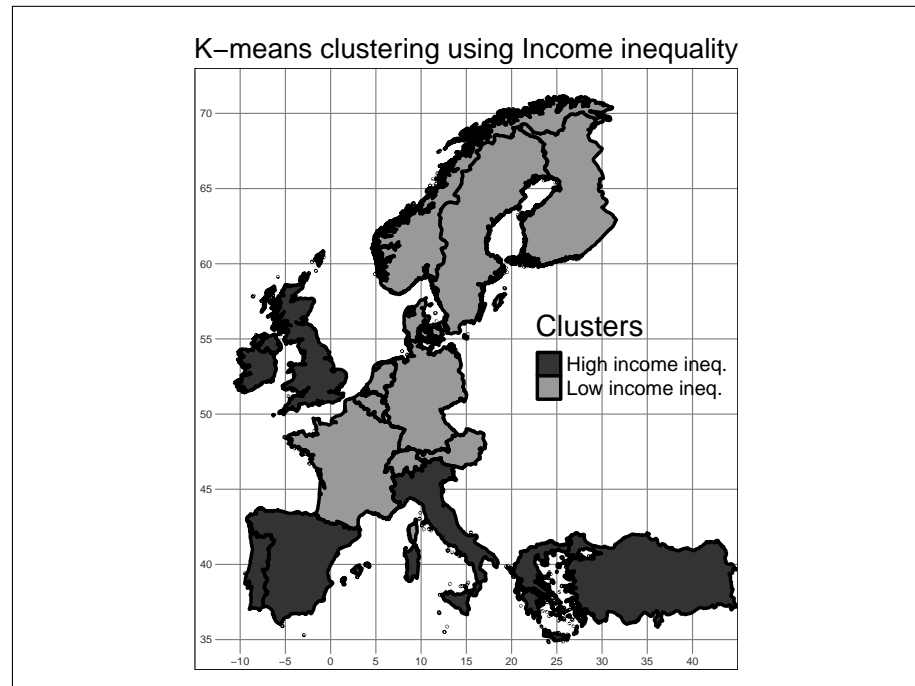 K−means clustering using Income inequality
70
65
60
55
50
45
40
35
Clusters
High income ineq.
Low income ineq.
−10 −5 0 5 10 15 20 25 30 35 40